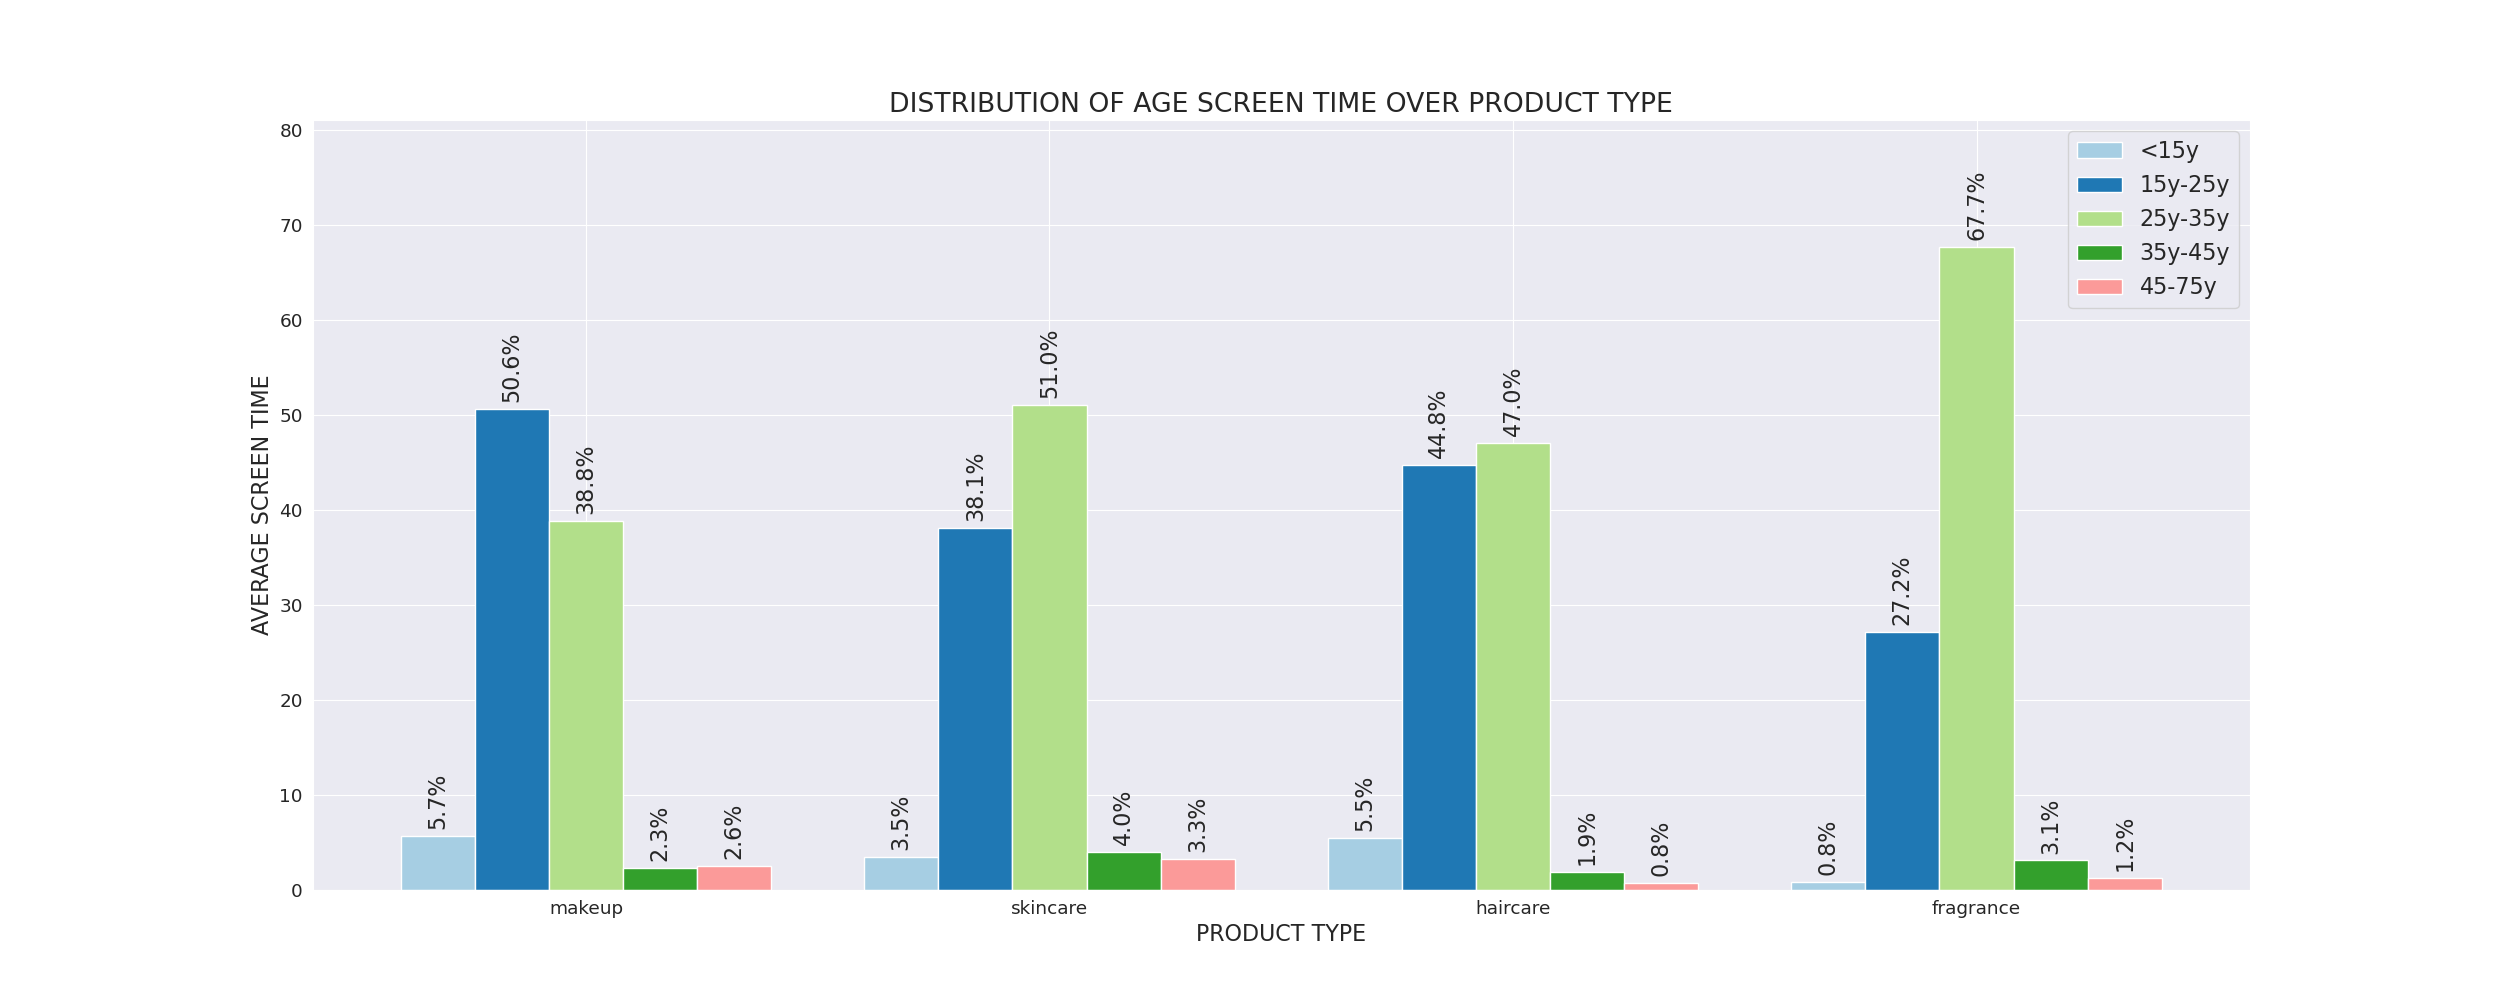 DISTRIBUTION OF AGE SCREEN TIME OVER PRODUCT TYPE
80
70
60
50
40
30
20
10
0
AVERAGE SCREEN TIME
5.7%
50.6%
38.8%
2.3%
2.6%
3.5%
38.1%
51.0%
4.0%
3.3%
5.5%
44.8%
47.0%
1.9%
0.8%
0.8%
27.2%
67.7%
3.1%
1.2%
<15y
15y-25y
25y-35y
35y-45y
45-75y
makeup
skincare
haircare
fragrance
PRODUCT TYPE